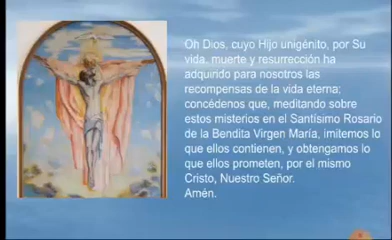 Oh Dios, cuyo Hijo unigénito, por Su
vida, muerte y resurrección ha
adquirido para nosotros las
recompensas de la vida eterna;
concédenos que, meditando sobre
estos misterios en el Santísimo Rosario
de la Bendita Virgen María, imitemos lo
que ellos contienen, y obtengamos lo
que ellos prometen, por el mismo
Cristo, Nuestro Señor.
Amén.